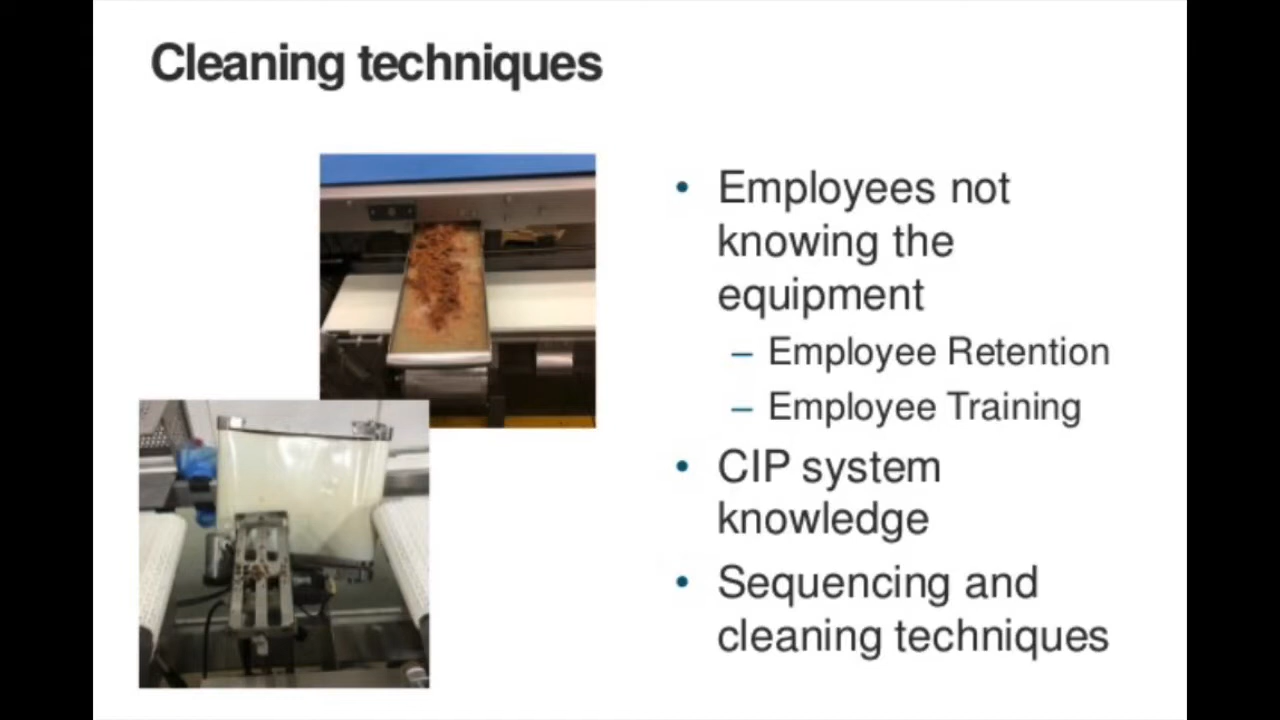 Cleaning techniques
• Employees not
knowing the
equipment
– Employee Retention
– Employee Training
• CIP system
knowledge
• Sequencing and
cleaning techniques